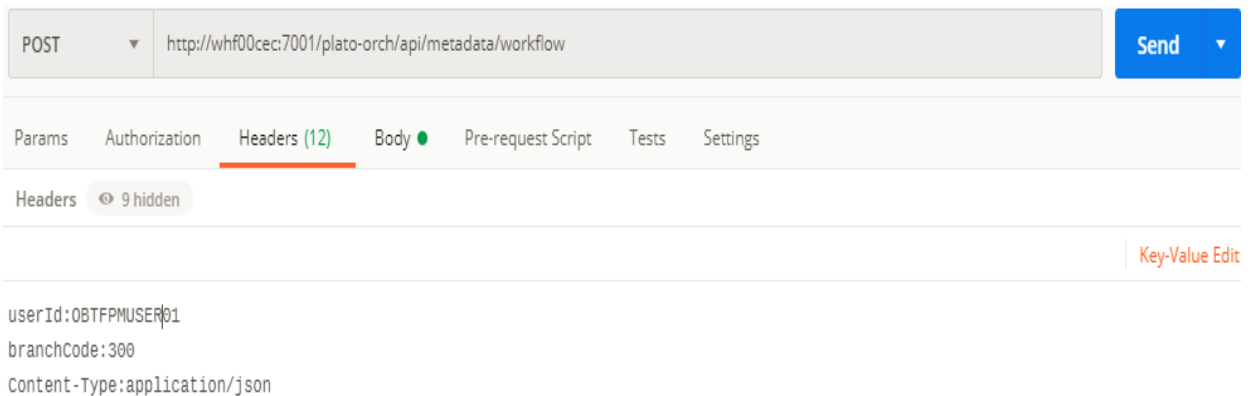 POST http://whf00cec:7001/plato-orch/api/metadata/workflow Send
Params Authorization Headers (12) Body Pre-request Script Tests Settings
Headers 9 hidden
Key-Value Edit
userId:OBTFPMUSER01
branchCode:300
Content-Type:application/json